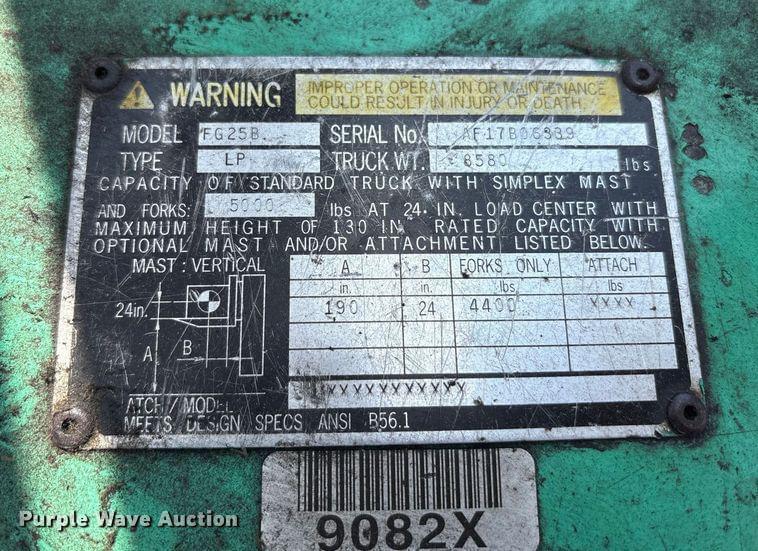 WARNING
IMPROPER OPERATION OR MAINTENANCE
COULD RESULT IN INJURY OR DEATH.
MODEL FG25B SERIAL No. AF17B06339
TYPE LP TRUCK WT. 8580 lbs
CAPACITY OF STANDARD TRUCK WITH SIMPLEX MAST
AND FORKS: 5000 lbs AT 24 IN. LOAD CENTER WITH
MAXIMUM HEIGHT OF 130 IN. RATED CAPACITY WITH
OPTIONAL MAST AND/OR ATTACHMENT LISTED BELOW.
MAST : VERTICAL
A B FORKS ONLY ATTACH
in. in. lbs lbs
190 24 4400 XXXX
24in.
A
B
XXXXXXXXXXX
ATCH / MODEL
MEETS DESIGN SPECS ANSI B56.1
9082X
Purple Wave Auction